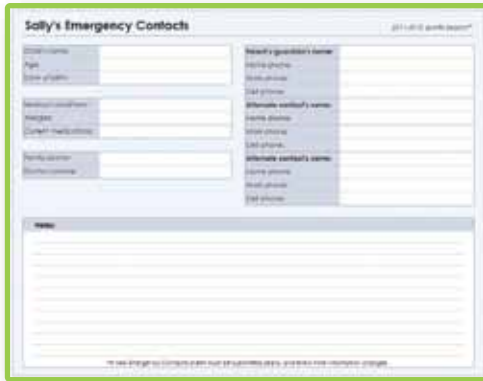 Sally's Emergency Contacts
Child's name:
Age:
Date of birth:
Medical conditions:
Allergies:
Current medications:
Family doctor:
Doctor's phone:
Parent's/guardian's name:
Home phone:
Work phone:
Cell phone:
Alternate contact's name:
Home phone:
Work phone:
Cell phone:
Alternate contact's name:
Home phone:
Work phone:
Cell phone:
Notes: